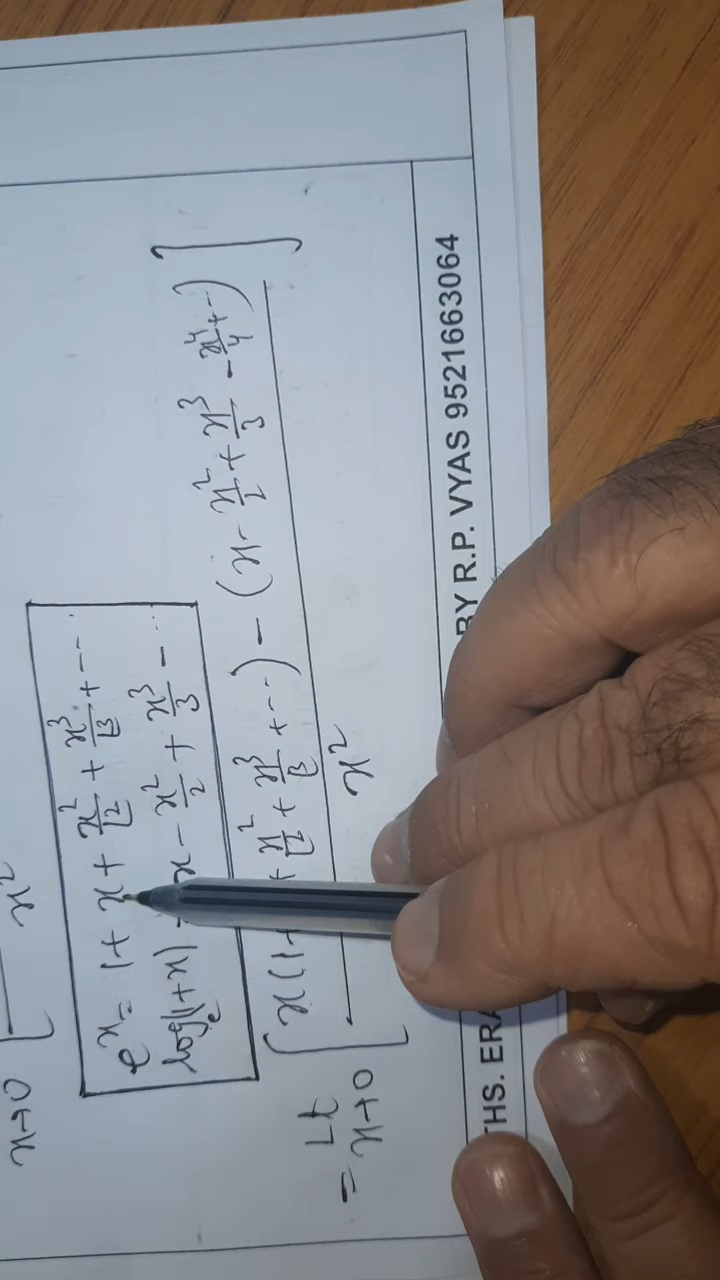 x→0 [ x²
eˣ = 1 + x + x²/⌊2 + x³/⌊3 + ---
logₑ(1+x) = x - x²/2 + x³/3 - ---
= Lt x→0 [ x(1+ + x²/⌊2 + x³/⌊3 + --) - (x - x²/2 + x³/3 - x⁴/4 + --) / x² ]
THS. ERA BY R.P. VYAS 9521663064